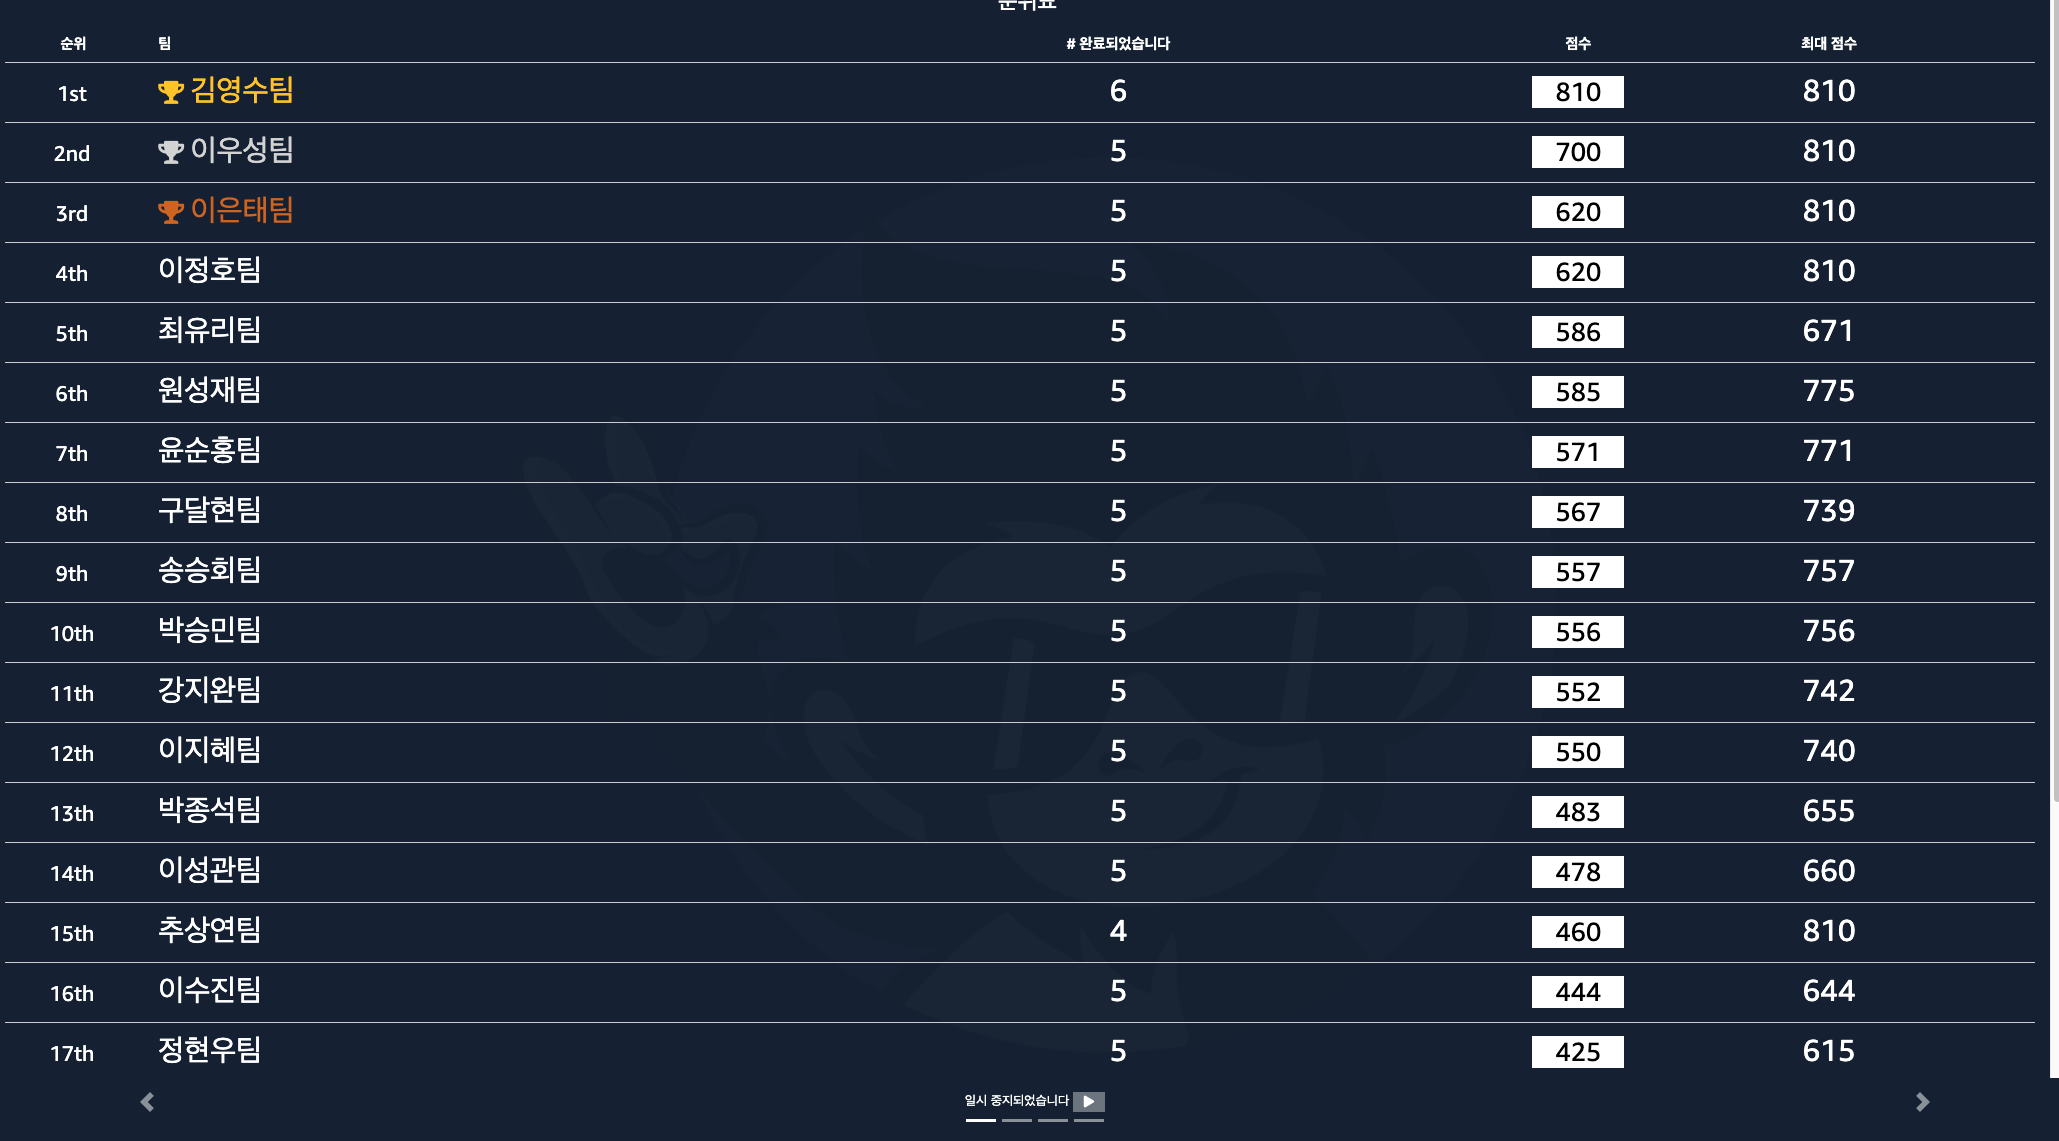 순위표
순위 팀 # 완료되었습니다 점수 최대 점수
1st 김영수팀 6 810 810
2nd 이우성팀 5 700 810
3rd 이은태팀 5 620 810
4th 이정호팀 5 620 810
5th 최유리팀 5 586 671
6th 원성재팀 5 585 775
7th 윤순홍팀 5 571 771
8th 구달현팀 5 567 739
9th 송승회팀 5 557 757
10th 박승민팀 5 556 756
11th 강지완팀 5 552 742
12th 이지혜팀 5 550 740
13th 박종석팀 5 483 655
14th 이성관팀 5 478 660
15th 추상연팀 4 460 810
16th 이수진팀 5 444 644
17th 정현우팀 5 425 615
일시 중지되었습니다